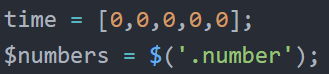 time = [0,0,0,0,0];
$numbers = $('.number');